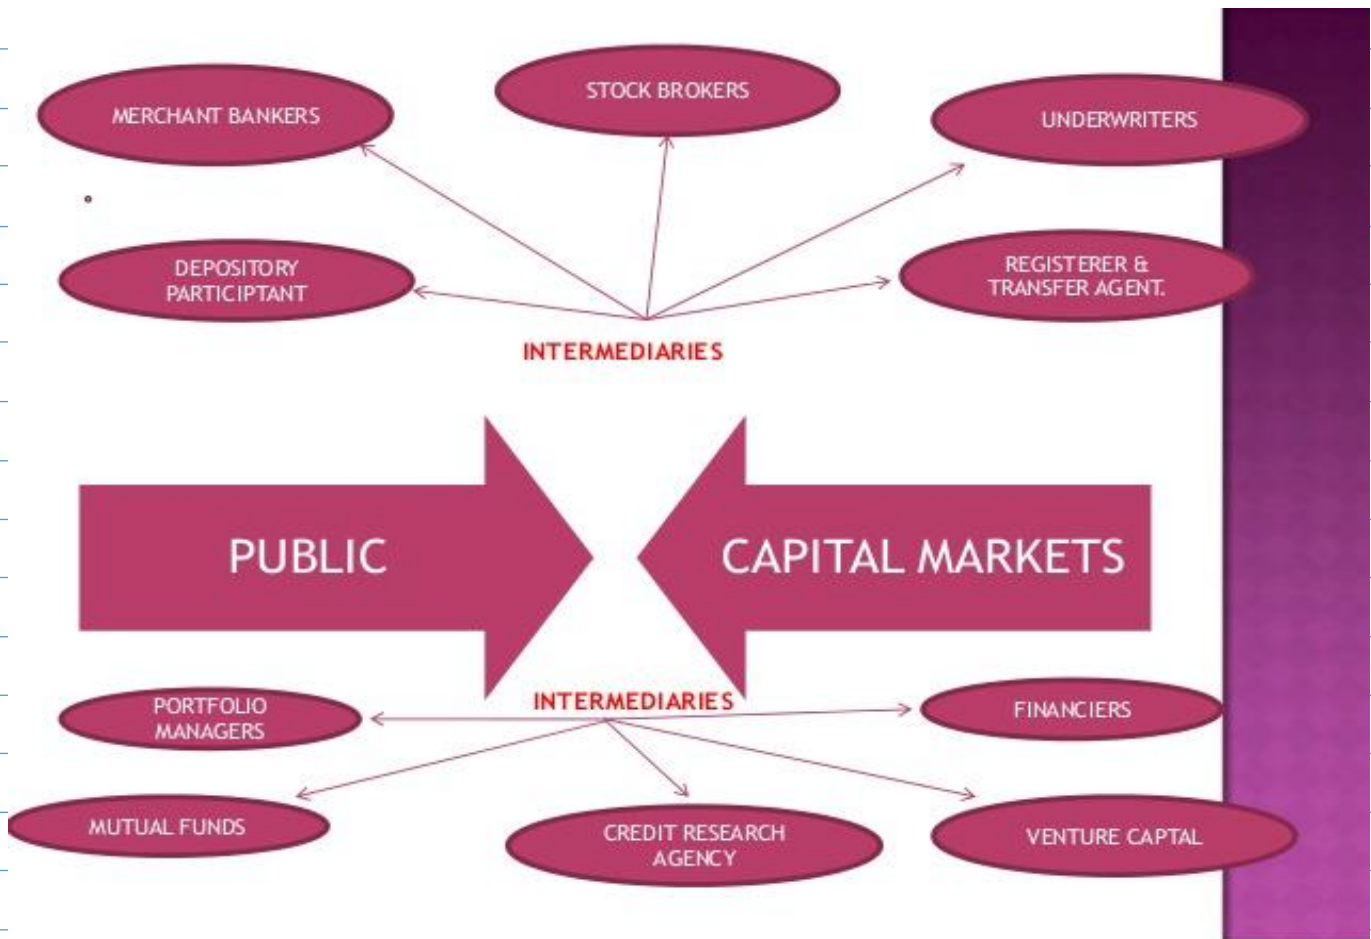 STOCK BROKERS
MERCHANT BANKERS
UNDERWRITERS
DEPOSITORY
PARTICIPTANT
REGISTERER &
TRANSFER AGENT.
INTERMEDIARIES
PUBLIC
CAPITAL MARKETS
INTERMEDIARIES
PORTFOLIO
MANAGERS
FINANCIERS
MUTUAL FUNDS
CREDIT RESEARCH
AGENCY
VENTURE CAPTAL